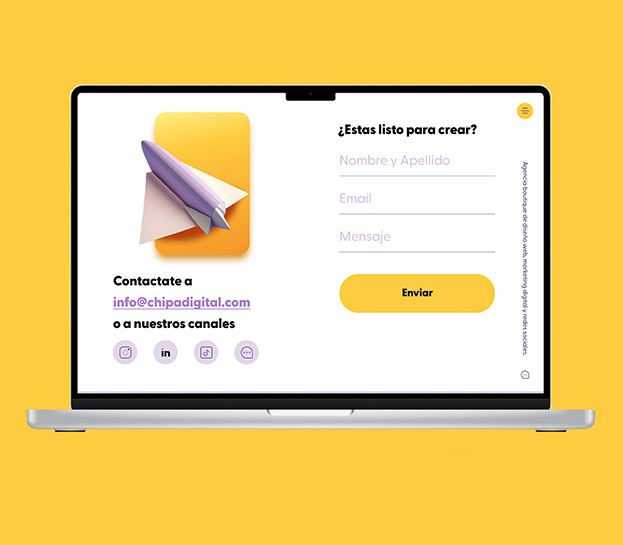 ¿Estas listo para crear?
Nombre y Apellido
Email
Mensaje
Enviar
Contactate a
info@chipadigital.com
o a nuestros canales
in
Agencia boutique de diseño web, marketing digital y redes sociales.